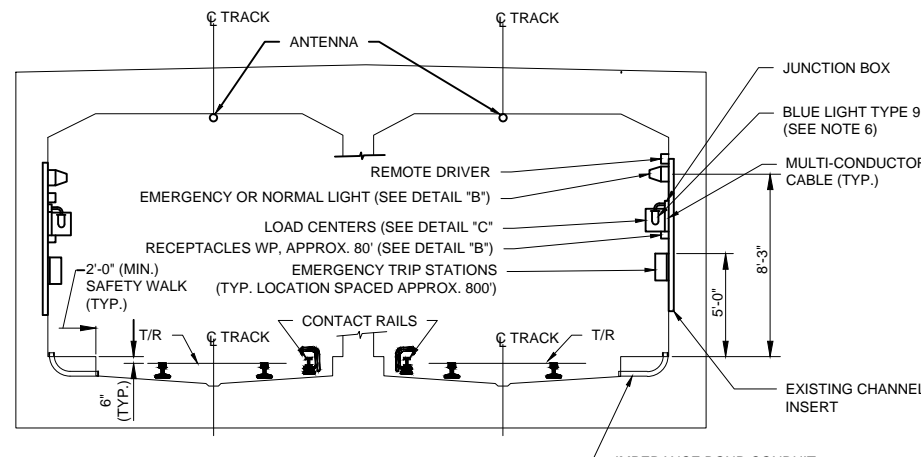 ℄ TRACK
℄ TRACK
ANTENNA
JUNCTION BOX
BLUE LIGHT TYPE 9
(SEE NOTE 6)
MULTI-CONDUCTOR
CABLE (TYP.)
REMOTE DRIVER
EMERGENCY OR NORMAL LIGHT (SEE DETAIL "B")
LOAD CENTERS (SEE DETAIL "C"
RECEPTACLES WP, APPROX. 80' (SEE DETAIL "B")
EMERGENCY TRIP STATIONS
(TYP. LOCATION SPACED APPROX. 800')
2'-0" (MIN.)
SAFETY WALK
(TYP.)
8'-3"
5'-0"
T/R
℄ TRACK
CONTACT RAILS
℄ TRACK
T/R
6"
(TYP.)
EXISTING CHANNEL
INSERT